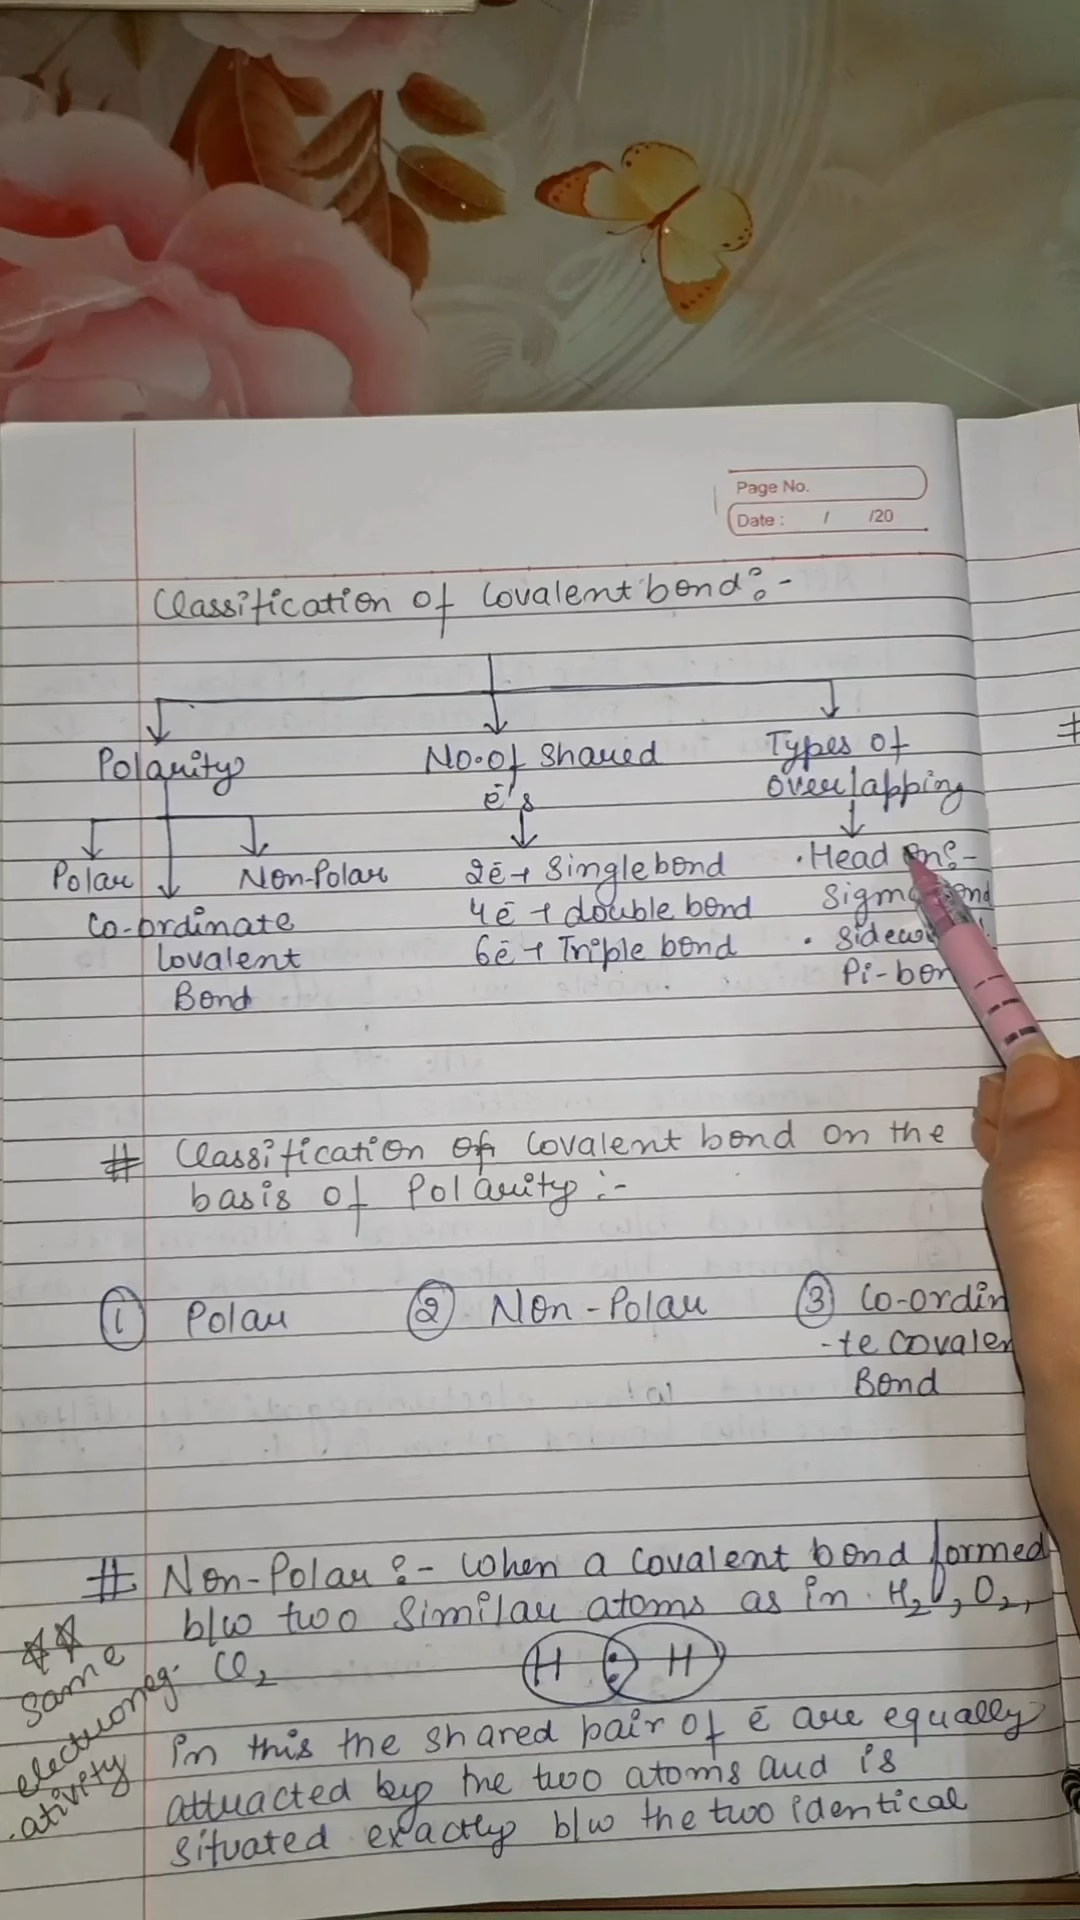 Page No.
Date : / /20
Classification of Covalent bond :-
Polarity
No. of Shared
ē's
Types of
overlapping
Polar
Non-Polar
Co-ordinate
Covalent
Bond
2ē → Single bond
4ē → double bond
6ē → Triple bond
• Head on :-
Sigma
•
Pi-bon
# Classification of Covalent bond on the
basis of Polarity :-
① Polar ② Non-Polar ③ Co-ordin
-te Covalen
Bond
# Non-Polar :- When a Covalent bond formed
b/w two Similar atoms as in H2O, O2,
Cl2
H : H
Same
electroneg-
ativity
in this the shared pair of ē are equally
attracted by the two atoms and is
situated exactly b/w the two identical